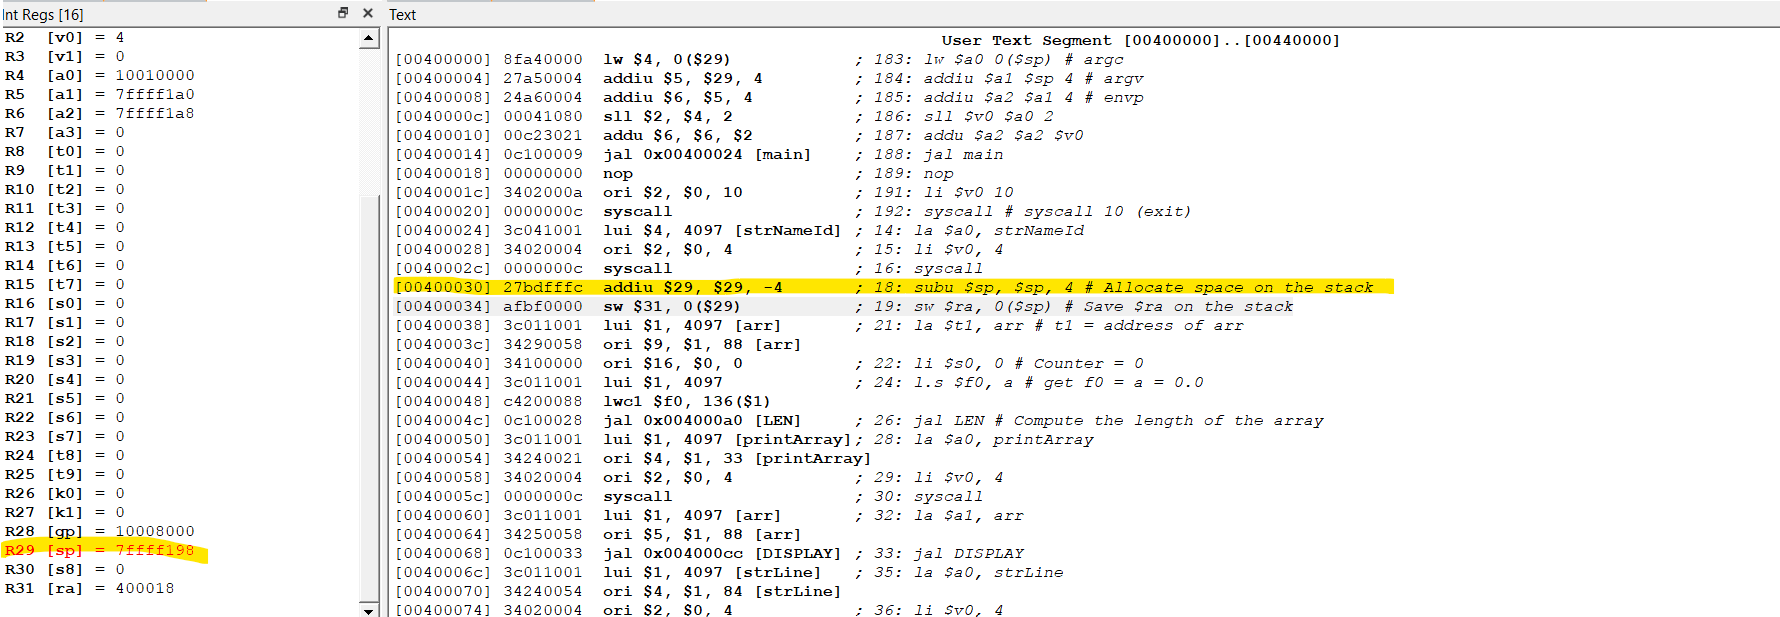 Int Regs [16]
R2 [v0] = 4
R3 [v1] = 0
R4 [a0] = 10010000
R5 [a1] = 7ffff1a0
R6 [a2] = 7ffff1a8
R7 [a3] = 0
R8 [t0] = 0
R9 [t1] = 0
R10 [t2] = 0
R11 [t3] = 0
R12 [t4] = 0
R13 [t5] = 0
R14 [t6] = 0
R15 [t7] = 0
R16 [s0] = 0
R17 [s1] = 0
R18 [s2] = 0
R19 [s3] = 0
R20 [s4] = 0
R21 [s5] = 0
R22 [s6] = 0
R23 [s7] = 0
R24 [t8] = 0
R25 [t9] = 0
R26 [k0] = 0
R27 [k1] = 0
R28 [gp] = 10008000
R29 [sp] = 7ffff198
R30 [s8] = 0
R31 [ra] = 400018
Text
User Text Segment [00400000]..[00440000]
[00400000] 8fa40000 lw $4, 0($29) ; 183: lw $a0 0($sp) # argc
[00400004] 27a50004 addiu $5, $29, 4 ; 184: addiu $a1 $sp 4 # argv
[00400008] 24a60004 addiu $6, $5, 4 ; 185: addiu $a2 $a1 4 # envp
[0040000c] 00041080 sll $2, $4, 2 ; 186: sll $v0 $a0 2
[00400010] 00c23021 addu $6, $6, $2 ; 187: addu $a2 $a2 $v0
[00400014] 0c100009 jal 0x00400024 [main] ; 188: jal main
[00400018] 00000000 nop ; 189: nop
[0040001c] 3402000a ori $2, $0, 10 ; 191: li $v0 10
[00400020] 0000000c syscall ; 192: syscall # syscall 10 (exit)
[00400024] 3c041001 lui $4, 4097 [strNameId] ; 14: la $a0, strNameId
[00400028] 34020004 ori $2, $0, 4 ; 15: li $v0, 4
[0040002c] 0000000c syscall ; 16: syscall
[00400030] 27bdfffc addiu $29, $29, -4 ; 18: subu $sp, $sp, 4 # Allocate space on the stack
[00400034] afbf0000 sw $31, 0($29) ; 19: sw $ra, 0($sp) # Save $ra on the stack
[00400038] 3c011001 lui $1, 4097 [arr] ; 21: la $t1, arr # t1 = address of arr
[0040003c] 34290058 ori $9, $1, 88 [arr]
[00400040] 34100000 ori $16, $0, 0 ; 22: li $s0, 0 # Counter = 0
[00400044] 3c011001 lui $1, 4097 ; 24: l.s $f0, a # get f0 = a = 0.0
[00400048] c4200088 lwc1 $f0, 136($1)
[0040004c] 0c100028 jal 0x004000a0 [LEN] ; 26: jal LEN # Compute the length of the array
[00400050] 3c011001 lui $1, 4097 [printArray]; 28: la $a0, printArray
[00400054] 34240021 ori $4, $1, 33 [printArray]
[00400058] 34020004 ori $2, $0, 4 ; 29: li $v0, 4
[0040005c] 0000000c syscall ; 30: syscall
[00400060] 3c011001 lui $1, 4097 [arr] ; 32: la $a1, arr
[00400064] 34250058 ori $5, $1, 88 [arr]
[00400068] 0c100033 jal 0x004000cc [DISPLAY] ; 33: jal DISPLAY
[0040006c] 3c011001 lui $1, 4097 [strLine] ; 35: la $a0, strLine
[00400070] 34240054 ori $4, $1, 84 [strLine]
[00400074] 34020004 ori $2, $0, 4 ; 36: li $v0, 4